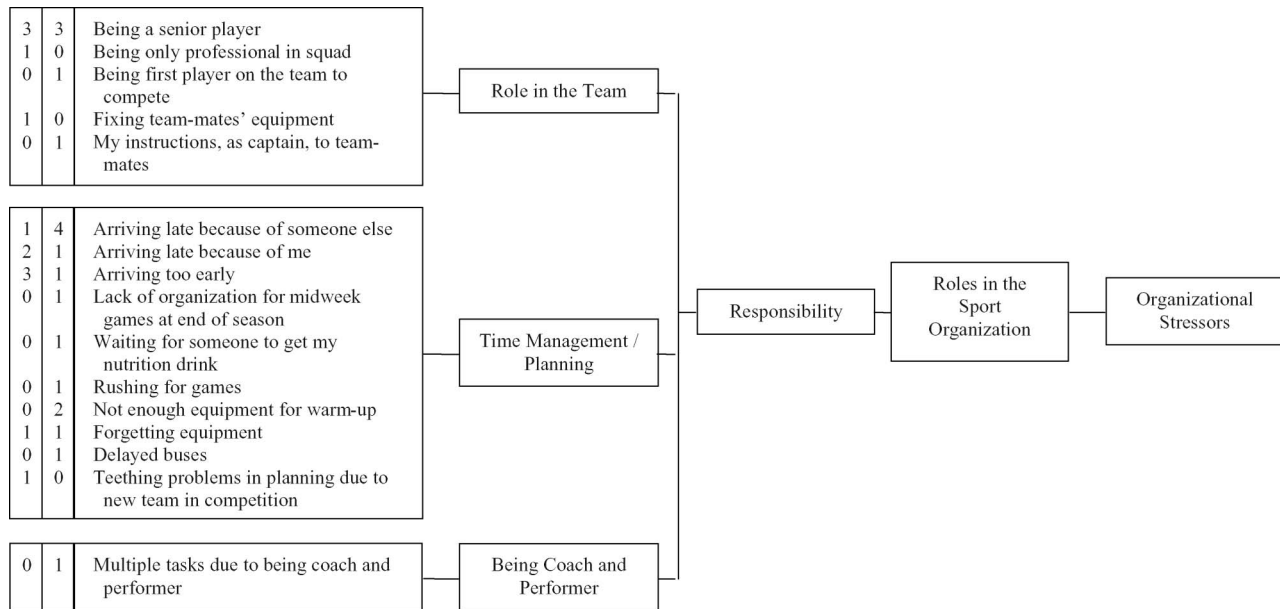 3 3 Being a senior player
1 0 Being only professional in squad
0 1 Being first player on the team to
compete
1 0 Fixing team-mates’ equipment
0 1 My instructions, as captain, to team-
mates
Role in the Team
1 4 Arriving late because of someone else
2 1 Arriving late because of me
3 1 Arriving too early
0 1 Lack of organization for midweek
games at end of season
0 1 Waiting for someone to get my
nutrition drink
0 1 Rushing for games
0 2 Not enough equipment for warm-up
1 1 Forgetting equipment
0 1 Delayed buses
1 0 Teething problems in planning due to
new team in competition
Time Management /
Planning
0 1 Multiple tasks due to being coach and
performer
Being Coach and
Performer
Responsibility
Roles in the
Sport
Organization
Organizational
Stressors